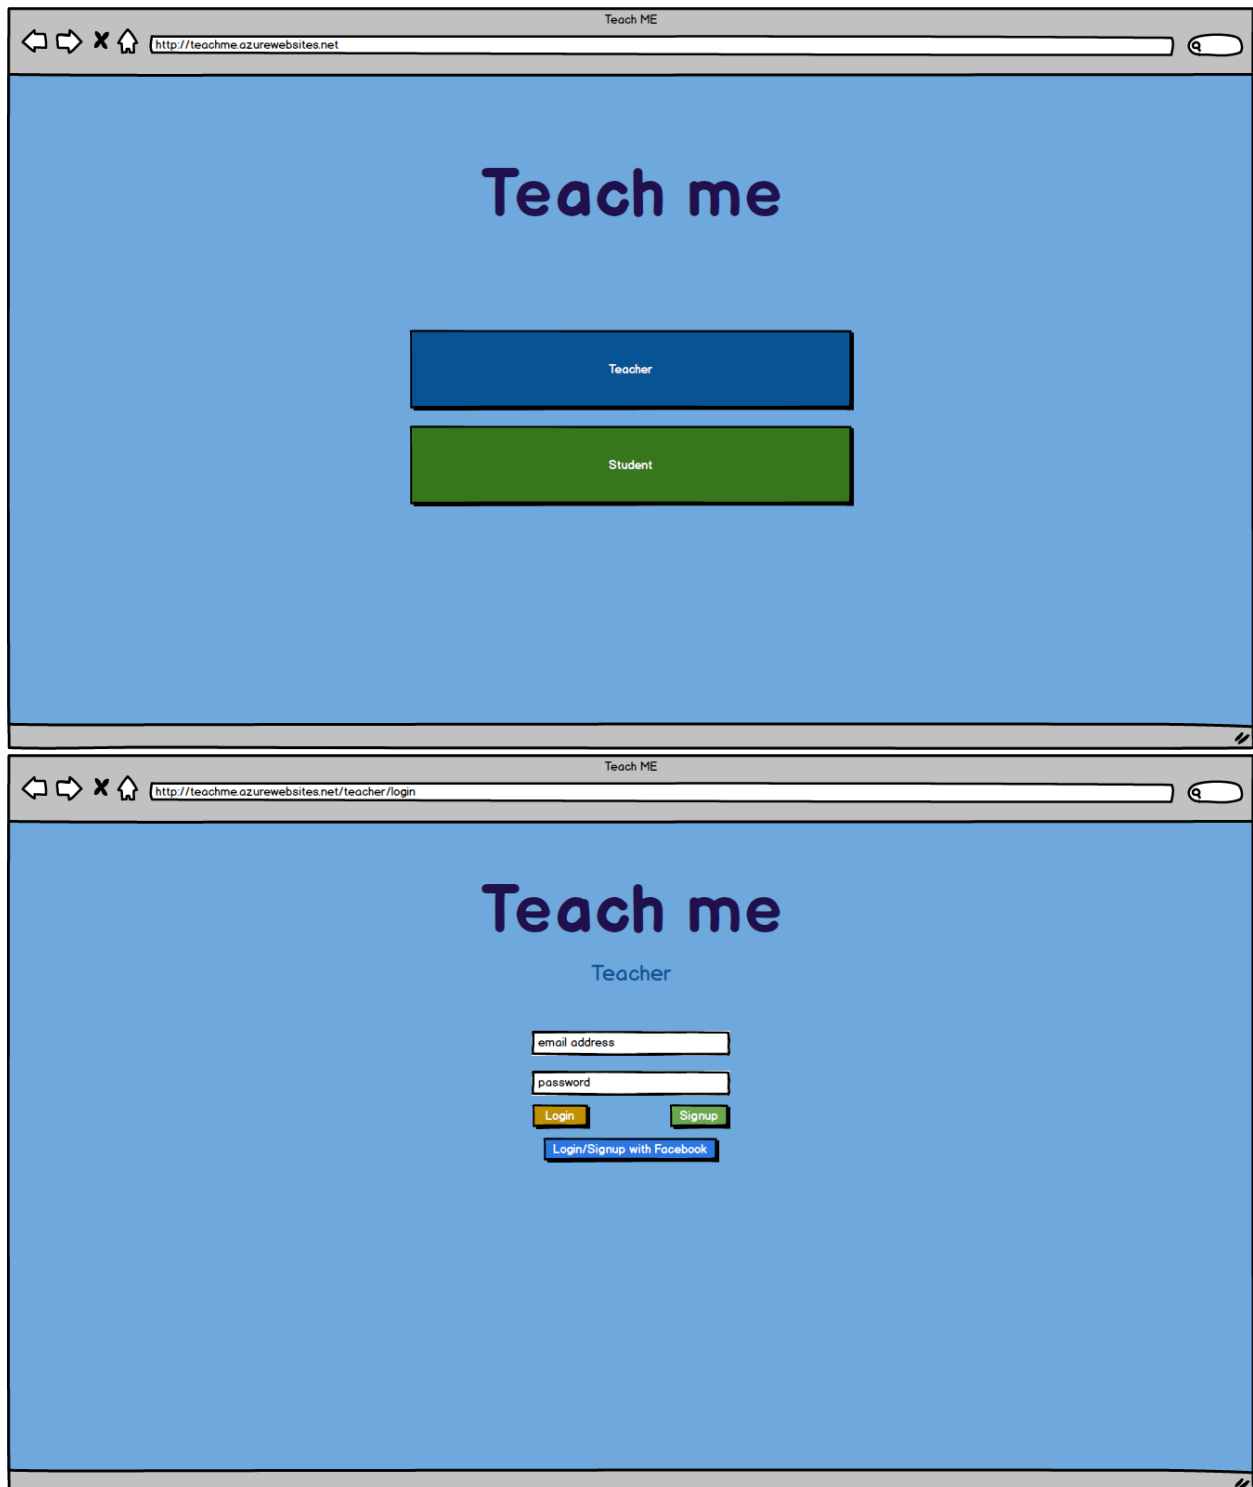 Teach ME
http://teachme.azurewebsites.net
Teach me
Teacher
Student
Teach ME
http://teachme.azurewebsites.net/teacher/login
Teach me
Teacher
email address
password
Login Signup
Login/Signup with Facebook